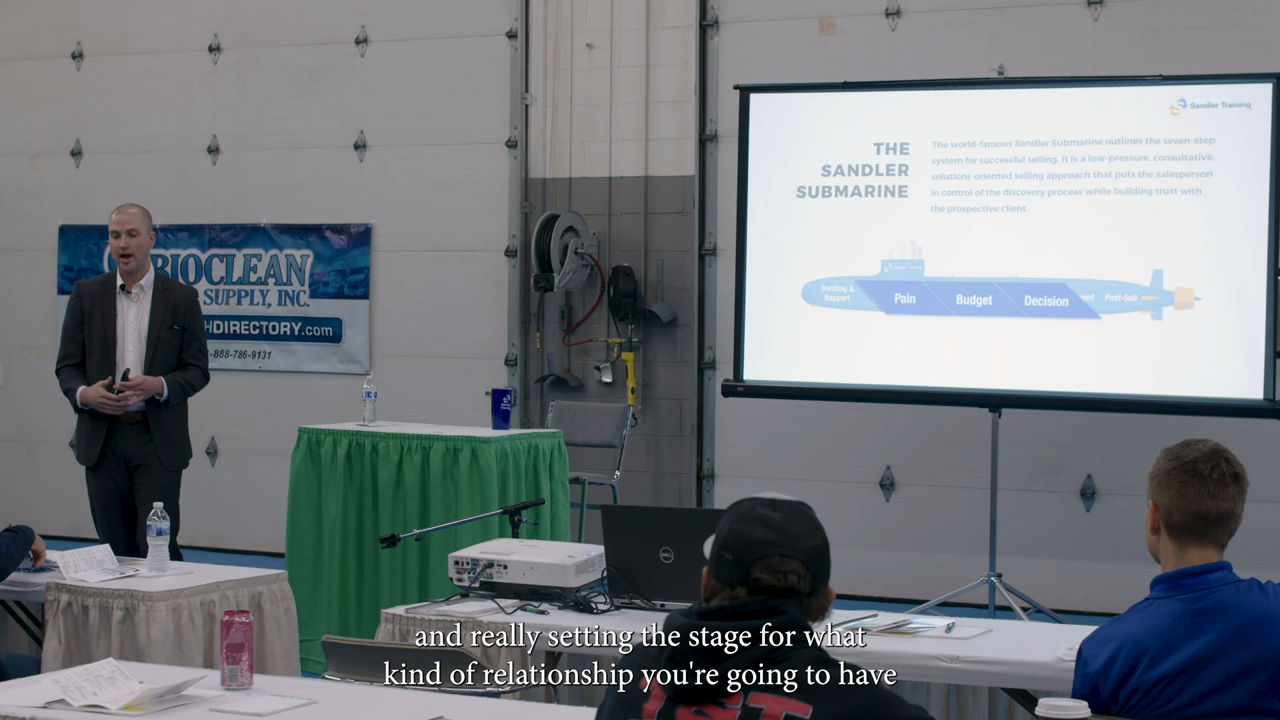 Sandler Training
THE
SANDLER
SUBMARINE
The world-famous Sandler Submarine outlines the seven-step
system for successful selling. It is a low-pressure, consultative,
solutions-oriented selling approach that puts the salesperson
in control of the discovery process while building trust with
the prospective client.
Bonding &
Rapport
Pain
Budget
Decision
Post-Sell
BIOCLEAN
SUPPLY, INC.
HDIRECTORY.com
-888-786-9131
DELL
and really setting the stage for what
kind of relationship you're going to have